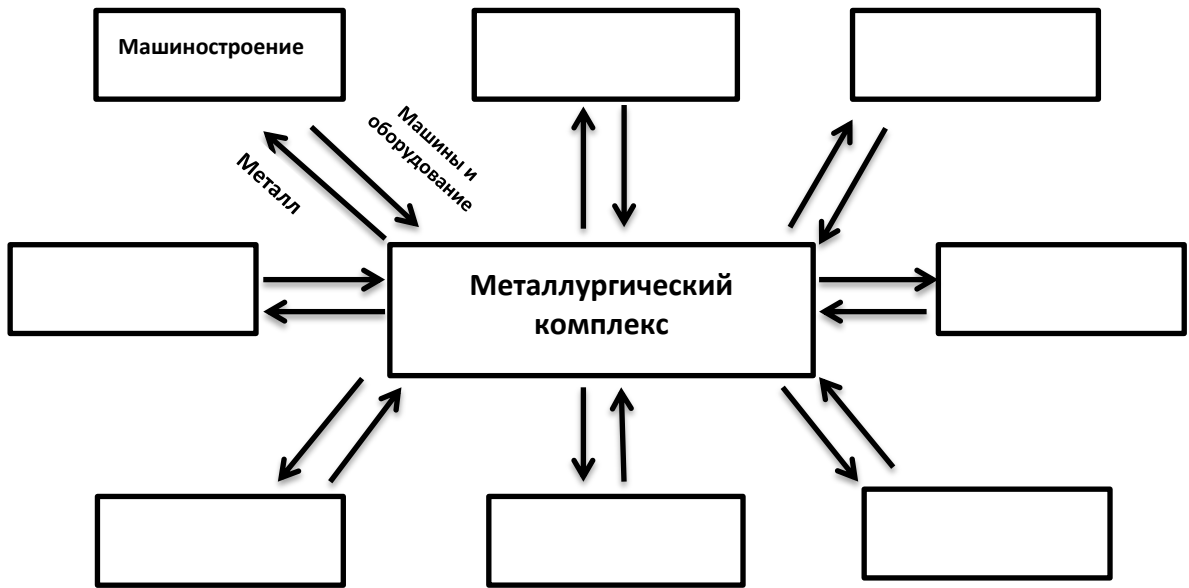 Машиностроение
Машины и
оборудование
Металл
Металлургический
комплекс